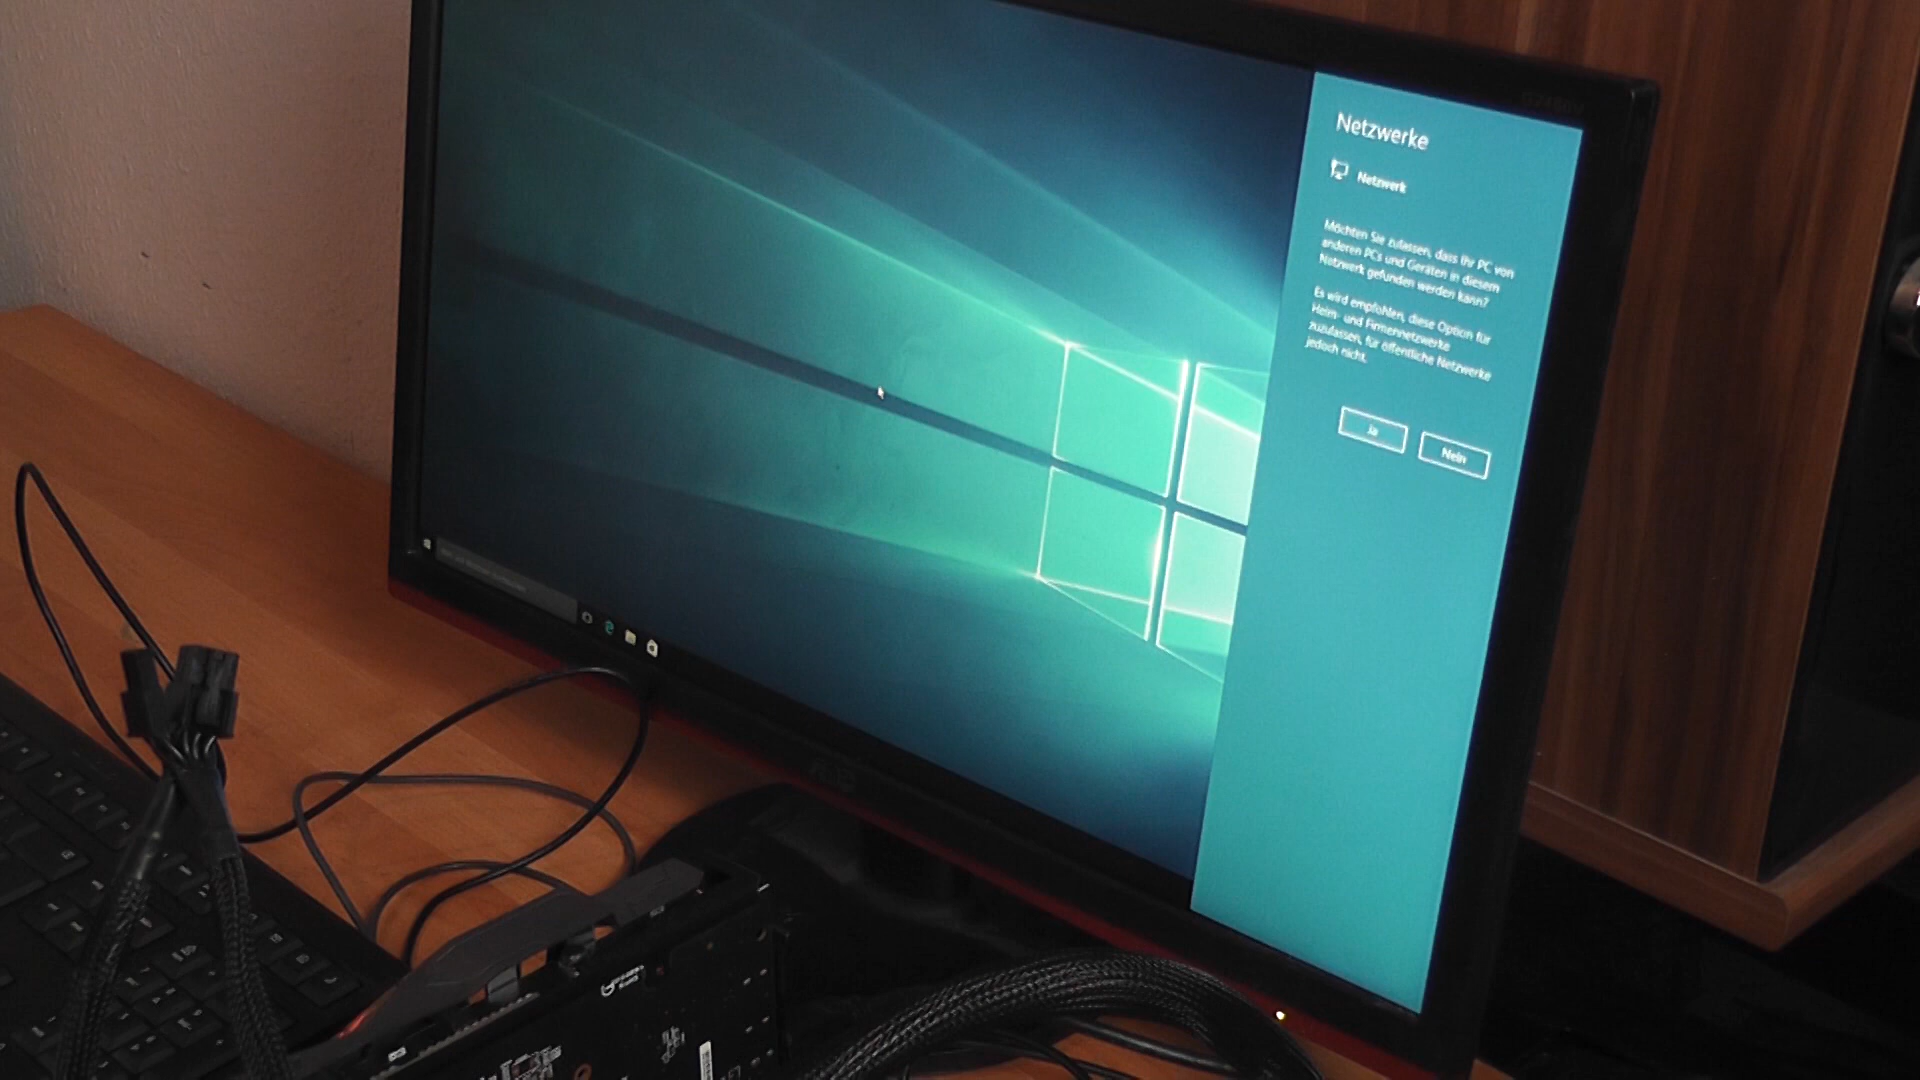 Netzwerke
Netzwerk
Möchten Sie zulassen, dass Ihr PC von
anderen PCs und Geräten in diesem
Netzwerk gefunden werden kann?
Es wird empfohlen, diese Option für
Heim- und Firmennetzwerke
zuzulassen, für öffentliche Netzwerke
jedoch nicht.
Ja
Nein